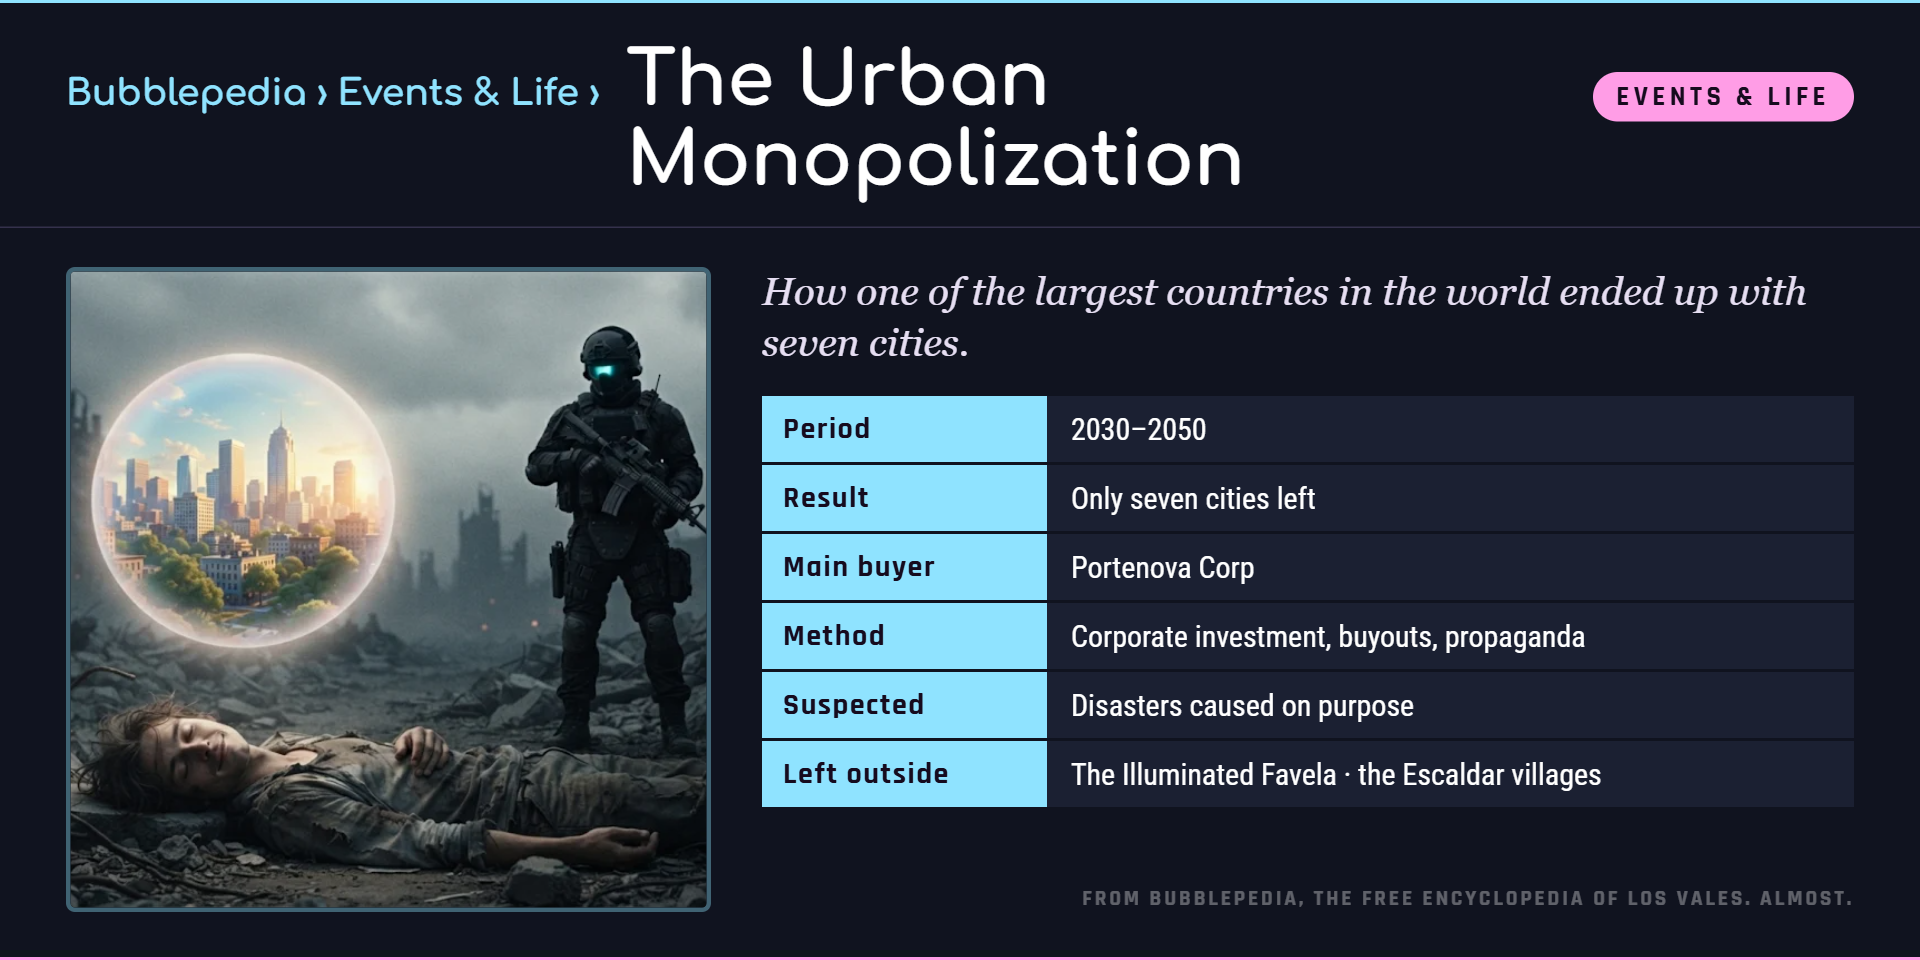 Bubblepedia › Events & Life ›
The Urban
Monopolization
EVENTS & LIFE
How one of the largest countries in the world ended up with
seven cities.
Period 2030–2050
Result Only seven cities left
Main buyer Portenova Corp
Method Corporate investment, buyouts, propaganda
Suspected Disasters caused on purpose
Left outside The Illuminated Favela · the Escaldar villages
FROM BUBBLEPEDIA, THE FREE ENCYCLOPEDIA OF LOS VALES. ALMOST.